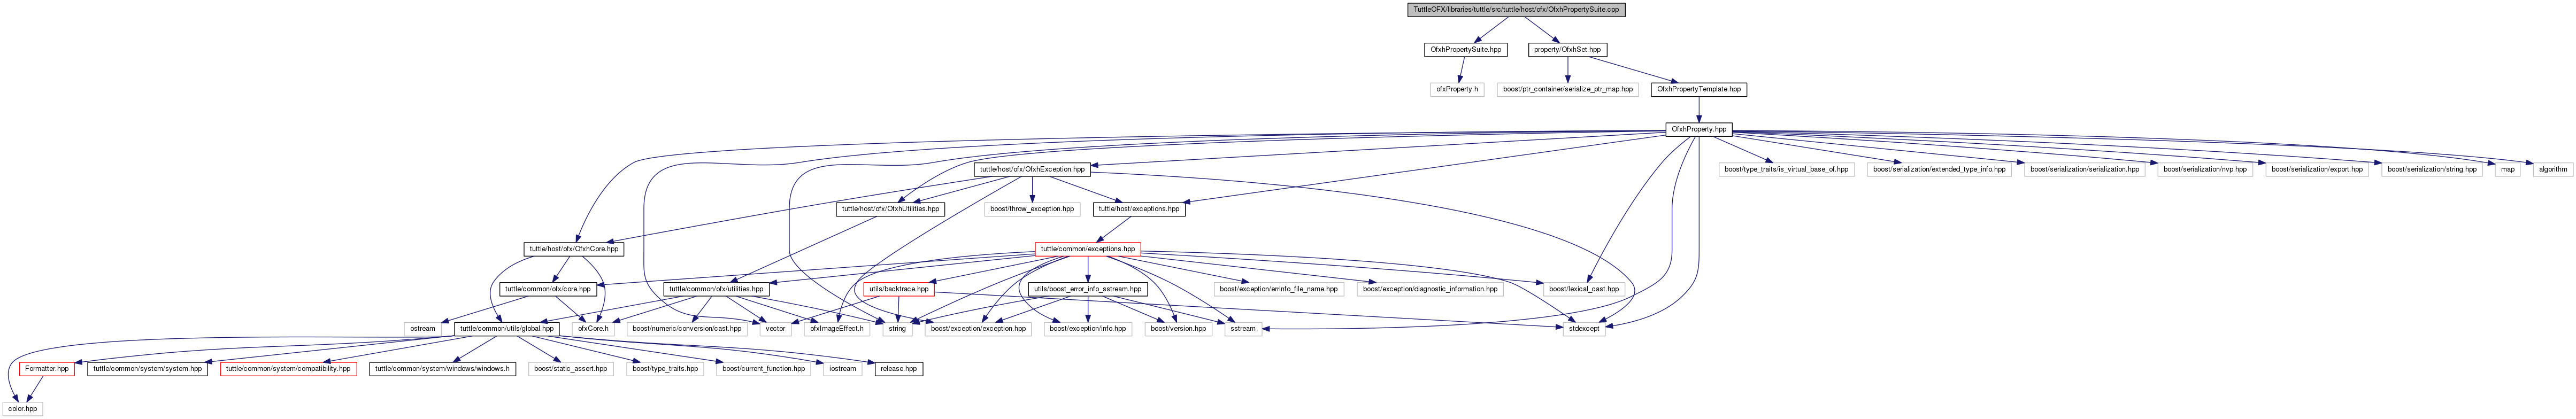 TuttleOFX/libraries/tuttle/src/tuttle/host/ofx/OfxhPropertySuite.cpp
OfxhPropertySuite.hpp
property/OfxhSet.hpp
ofxProperty.h
boost/ptr_container/serialize_ptr_map.hpp
OfxhPropertyTemplate.hpp
OfxhProperty.hpp
tuttle/host/ofx/OfxhException.hpp
boost/type_traits/is_virtual_base_of.hpp
boost/serialization/extended_type_info.hpp
boost/serialization/serialization.hpp
boost/serialization/nvp.hpp
boost/serialization/export.hpp
boost/serialization/string.hpp
map
algorithm
tuttle/host/ofx/OfxhUtilities.hpp
boost/throw_exception.hpp
tuttle/host/exceptions.hpp
tuttle/host/ofx/OfxhCore.hpp
tuttle/common/exceptions.hpp
tuttle/common/ofx/core.hpp
tuttle/common/ofx/utilities.hpp
utils/backtrace.hpp
utils/boost_error_info_sstream.hpp
boost/exception/errinfo_file_name.hpp
boost/exception/diagnostic_information.hpp
boost/lexical_cast.hpp
ostream
tuttle/common/utils/global.hpp
ofxCore.h
boost/numeric/conversion/cast.hpp
vector
ofxImageEffect.h
string
boost/exception/exception.hpp
boost/exception/info.hpp
boost/version.hpp
sstream
stdexcept
Formatter.hpp
tuttle/common/system/system.hpp
tuttle/common/system/compatibility.hpp
tuttle/common/system/windows/windows.h
boost/static_assert.hpp
boost/type_traits.hpp
boost/current_function.hpp
iostream
release.hpp
color.hpp